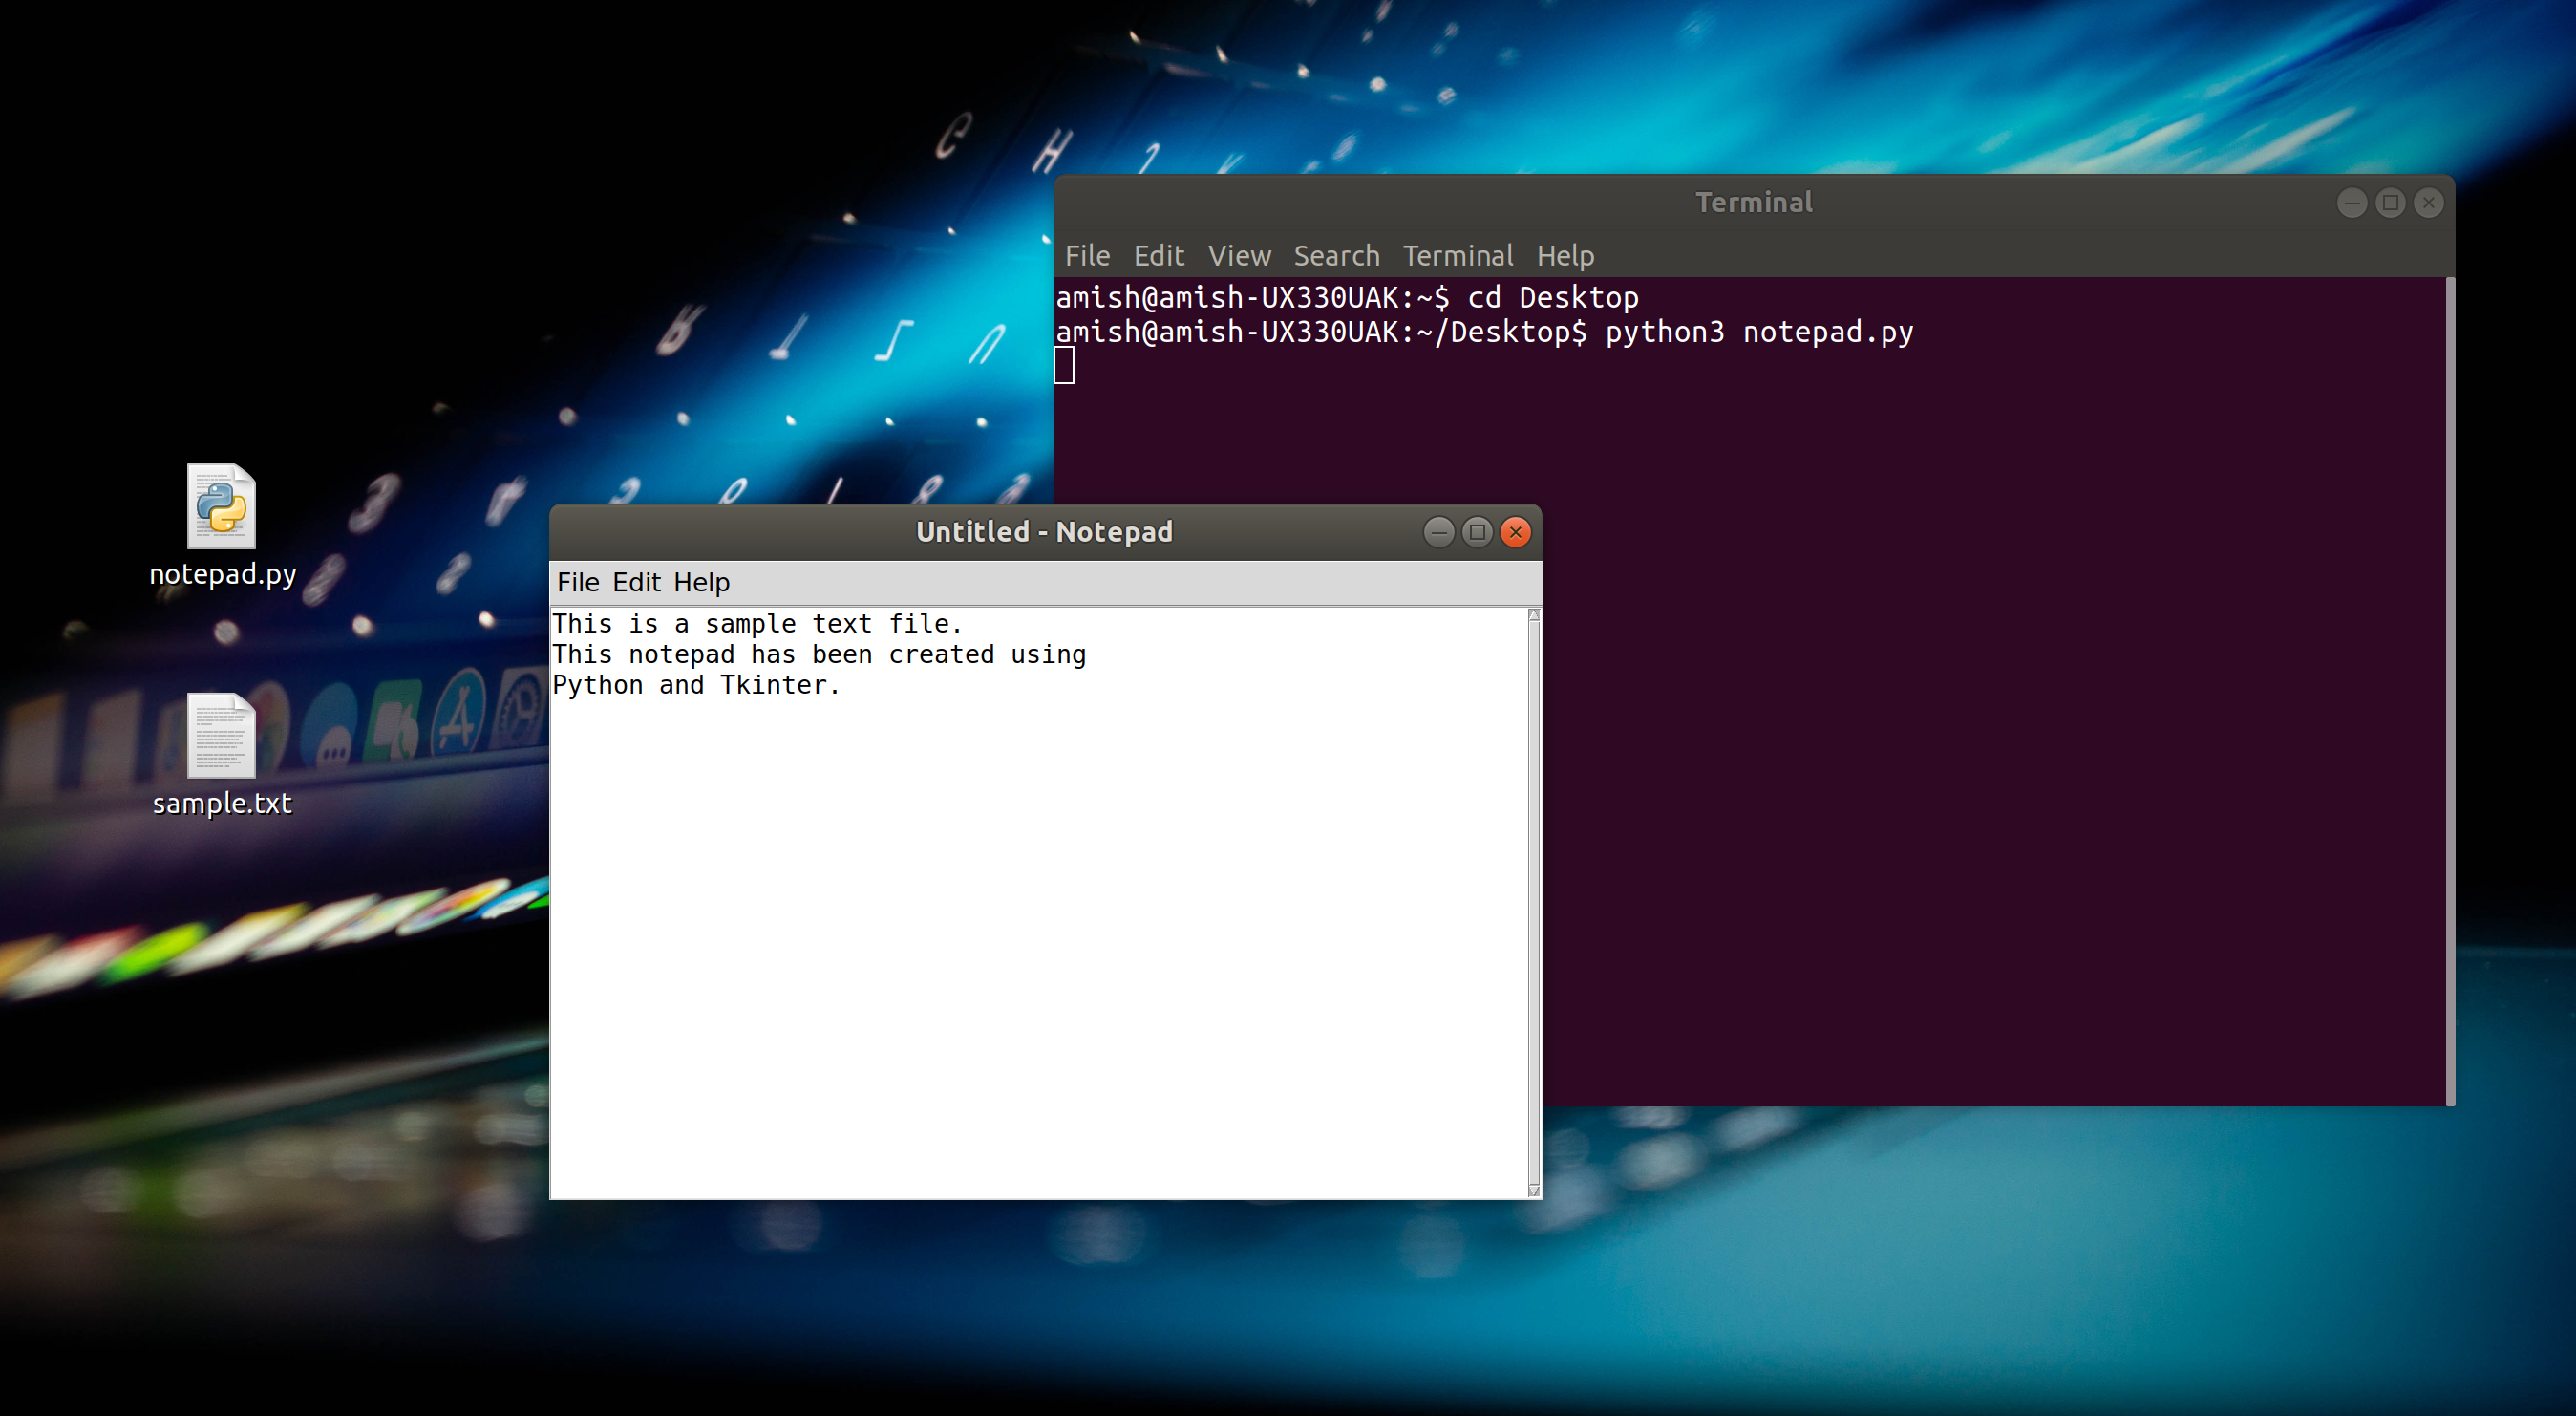 Terminal
File Edit View Search Terminal Help
amish@amish-UX330UAK:~$ cd Desktop
amish@amish-UX330UAK:~/Desktop$ python3 notepad.py
notepad.py
sample.txt
Untitled - Notepad
File Edit Help
This is a sample text file.
This notepad has been created using
Python and Tkinter.